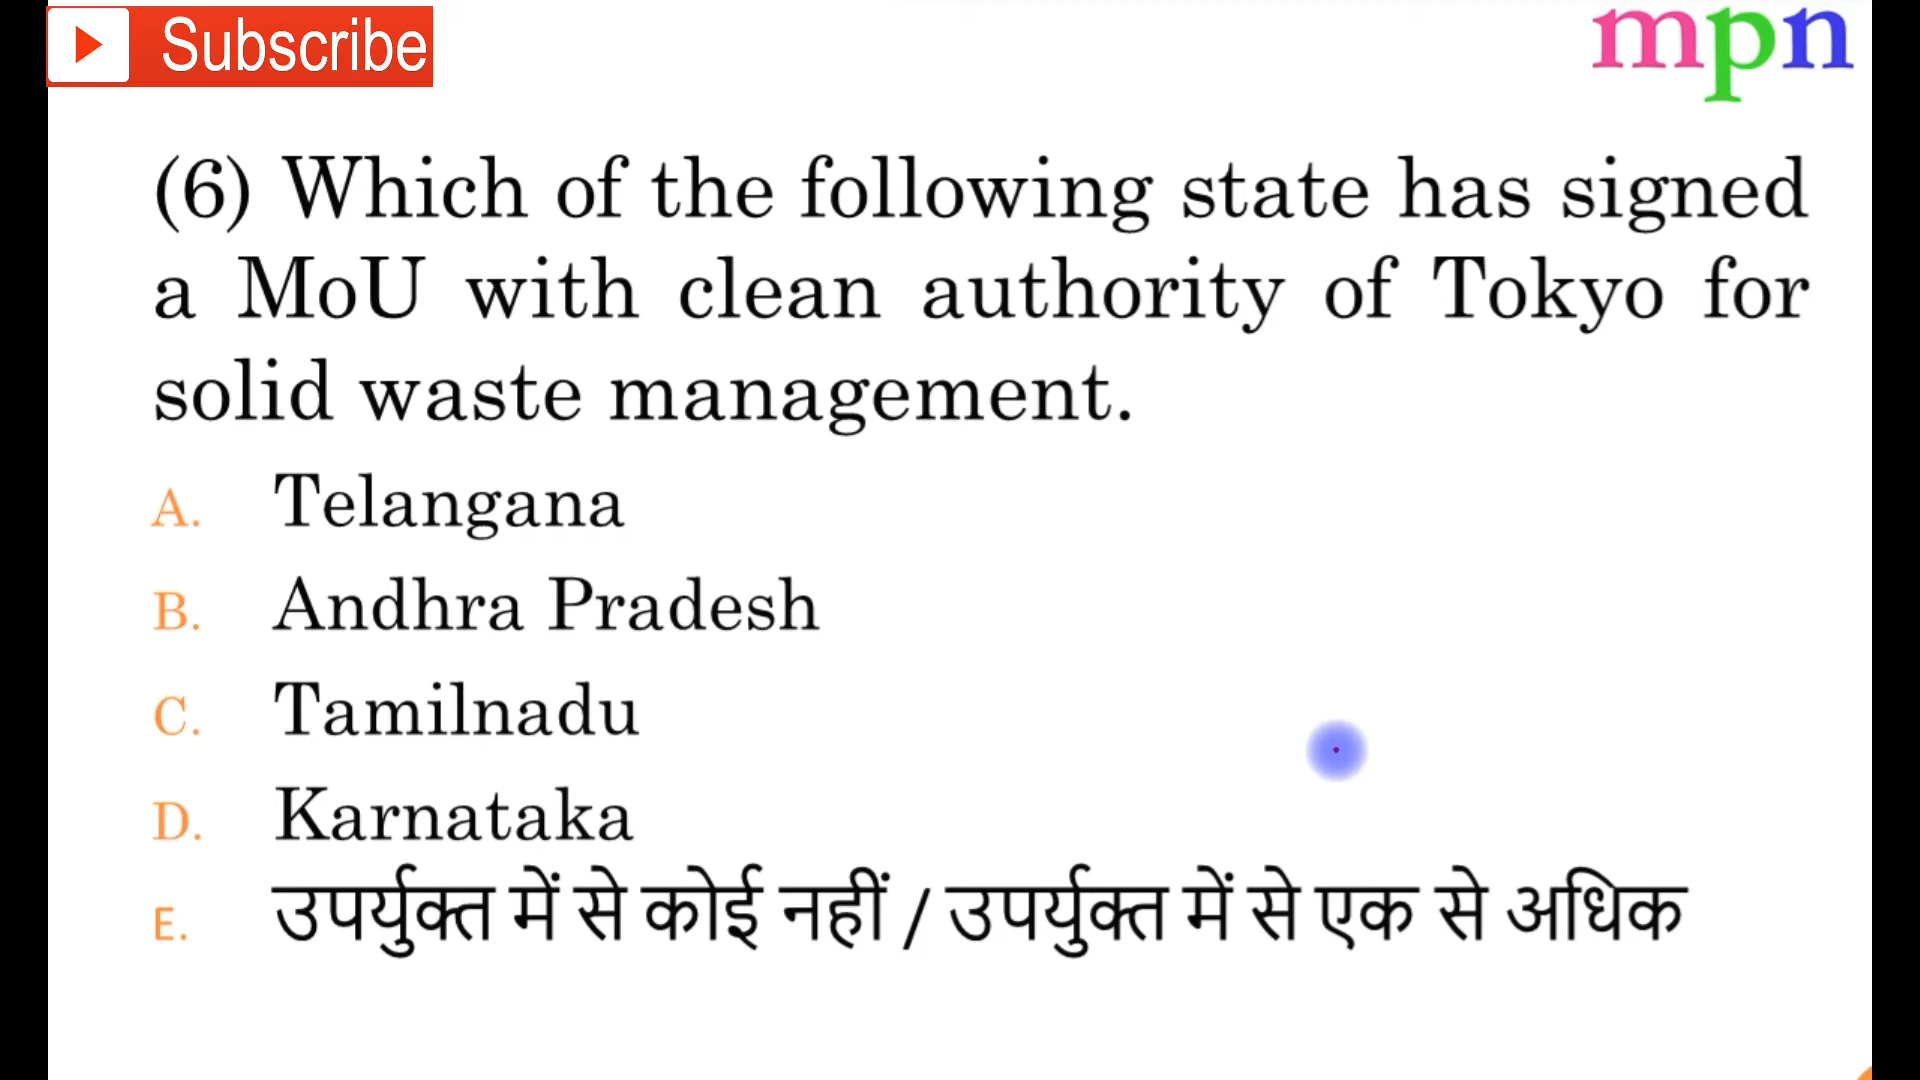 Subscribe
mpn
(6) Which of the following state has signed
a MoU with clean authority of Tokyo for
solid waste management.
A. Telangana
B. Andhra Pradesh
C. Tamilnadu
D. Karnataka
E. उपर्युक्त में से कोई नहीं / उपर्युक्त में से एक से अधिक